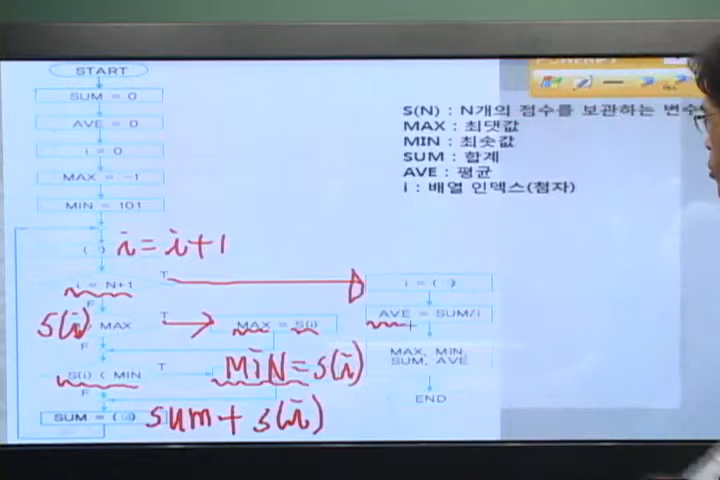 START
SUM = 0
AVE = 0
i = 0
MAX = -1
MIN = 101
i = i + 1
i = N+1
T
F
S(i) MAX
T
MAX = S(i)
F
S(i) < MIN
T
MIN = S(i)
F
SUM = ( ) sum + s(i)
i = ( )
AVE = SUM/i
MAX, MIN,
SUM, AVE
END
S(N) : N개의 점수를 보관하는 변수
MAX : 최댓값
MIN : 최솟값
SUM : 합계
AVE : 평균
i : 배열 인덱스(첨자)